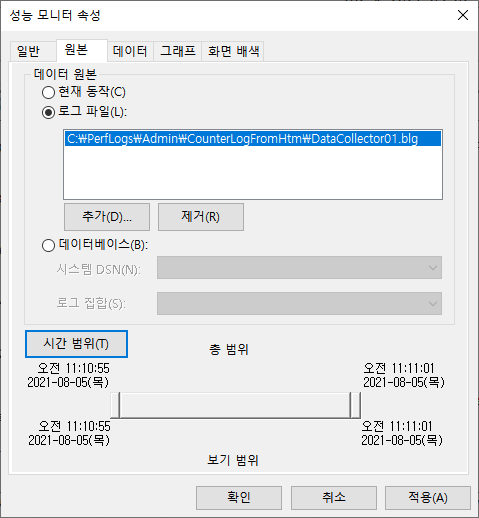 성능 모니터 속성
일반 원본 데이터 그래프 화면 배색
데이터 원본
현재 동작(C)
로그 파일(L):
C:₩PerfLogs₩Admin₩CounterLogFromHtm₩DataCollector01.blg
추가(D)... 제거(R)
데이터베이스(B):
시스템 DSN(N):
로그 집합(S):
시간 범위(T)
총 범위
오전 11:10:55 오전 11:11:01
2021-08-05(목) 2021-08-05(목)
오전 11:10:55 오전 11:11:01
2021-08-05(목) 2021-08-05(목)
보기 범위
확인 취소 적용(A)